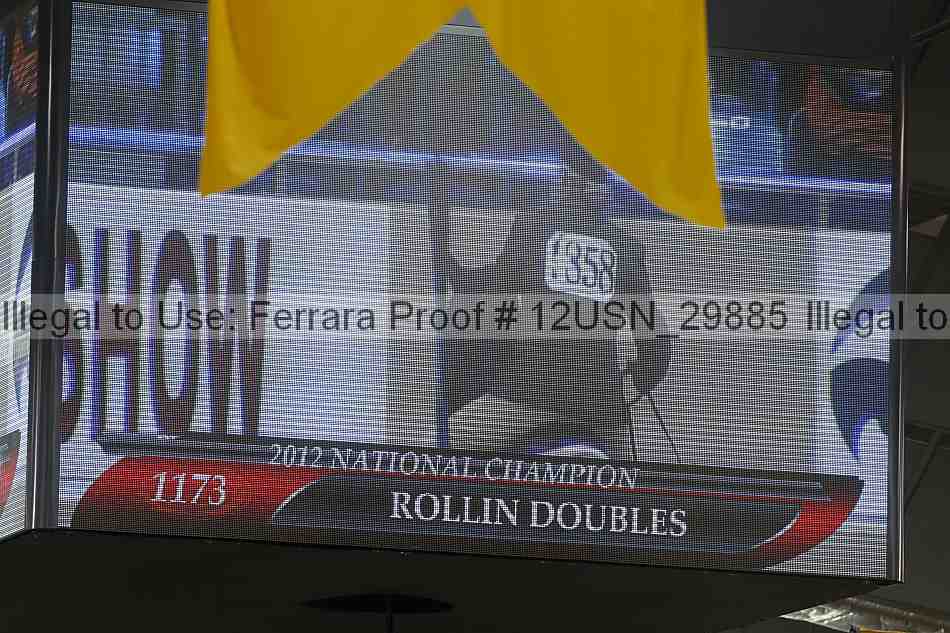 SHOW
1358
Illegal to Use: Ferrara Proof # 12USN_29885 Illegal to
2012 NATIONAL CHAMPION
1173
ROLLIN DOUBLES